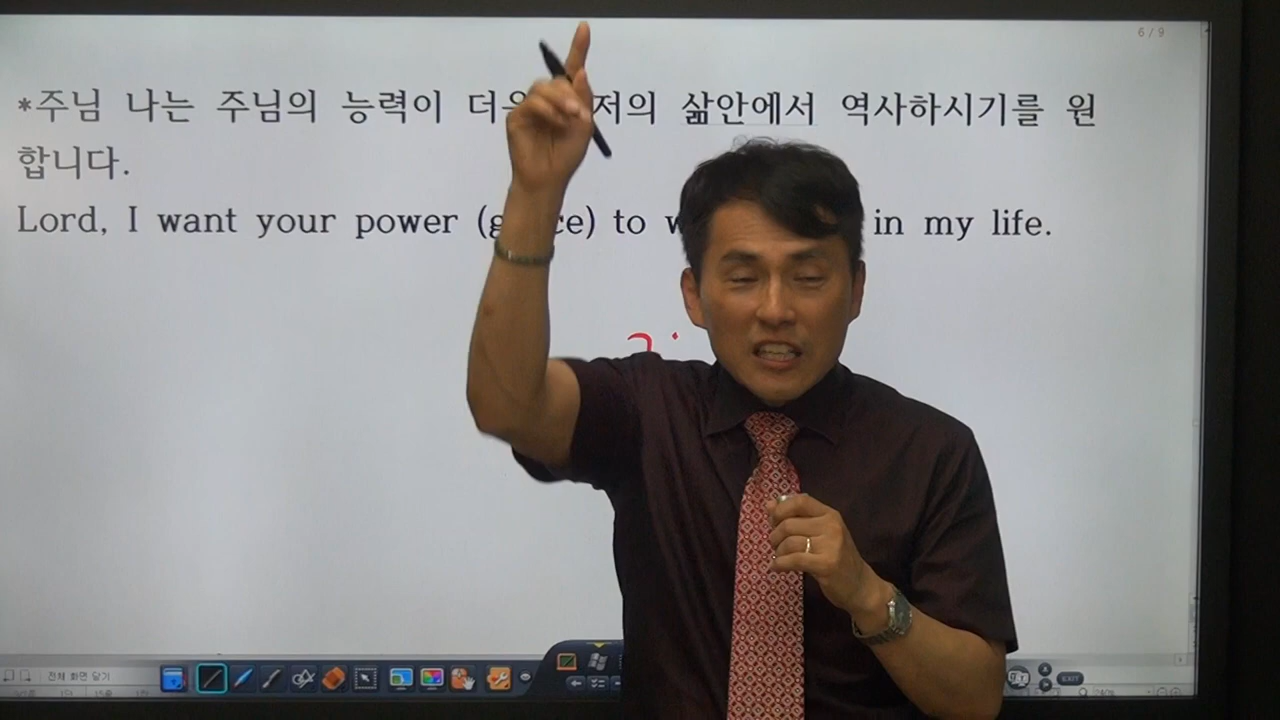 6 / 9
*주님 나는 주님의 능력이 저의 삶안에서 역사하시기를 원
합니다.
Lord, I want your power to in my life.
전체 화면 닫기
EXIT